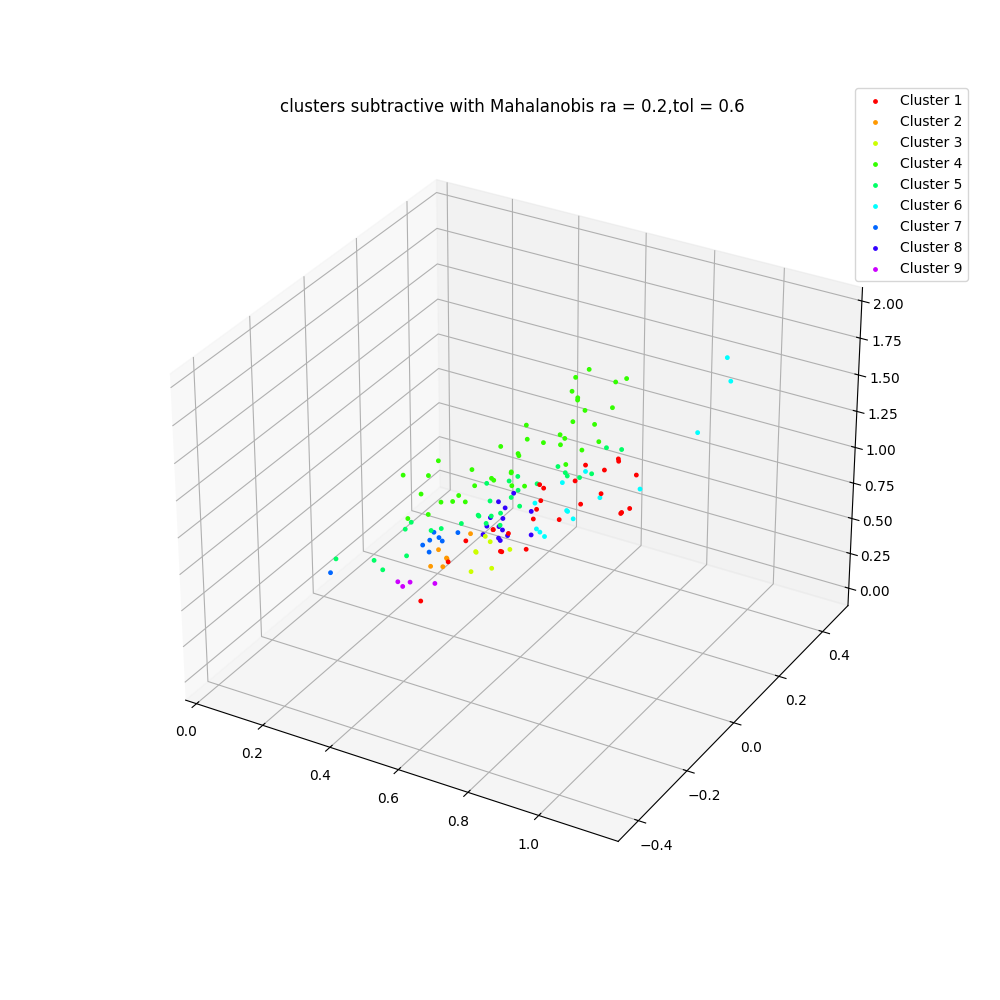 clusters subtractive with Mahalanobis ra = 0.2,tol = 0.6
Cluster 1
Cluster 2
Cluster 3
Cluster 4
Cluster 5
Cluster 6
Cluster 7
Cluster 8
Cluster 9
2.00
1.75
1.50
1.25
1.00
0.75
0.50
0.25
0.00
0.4
0.2
0.0
−0.2
−0.4
0.0
0.2
0.4
0.6
0.8
1.0